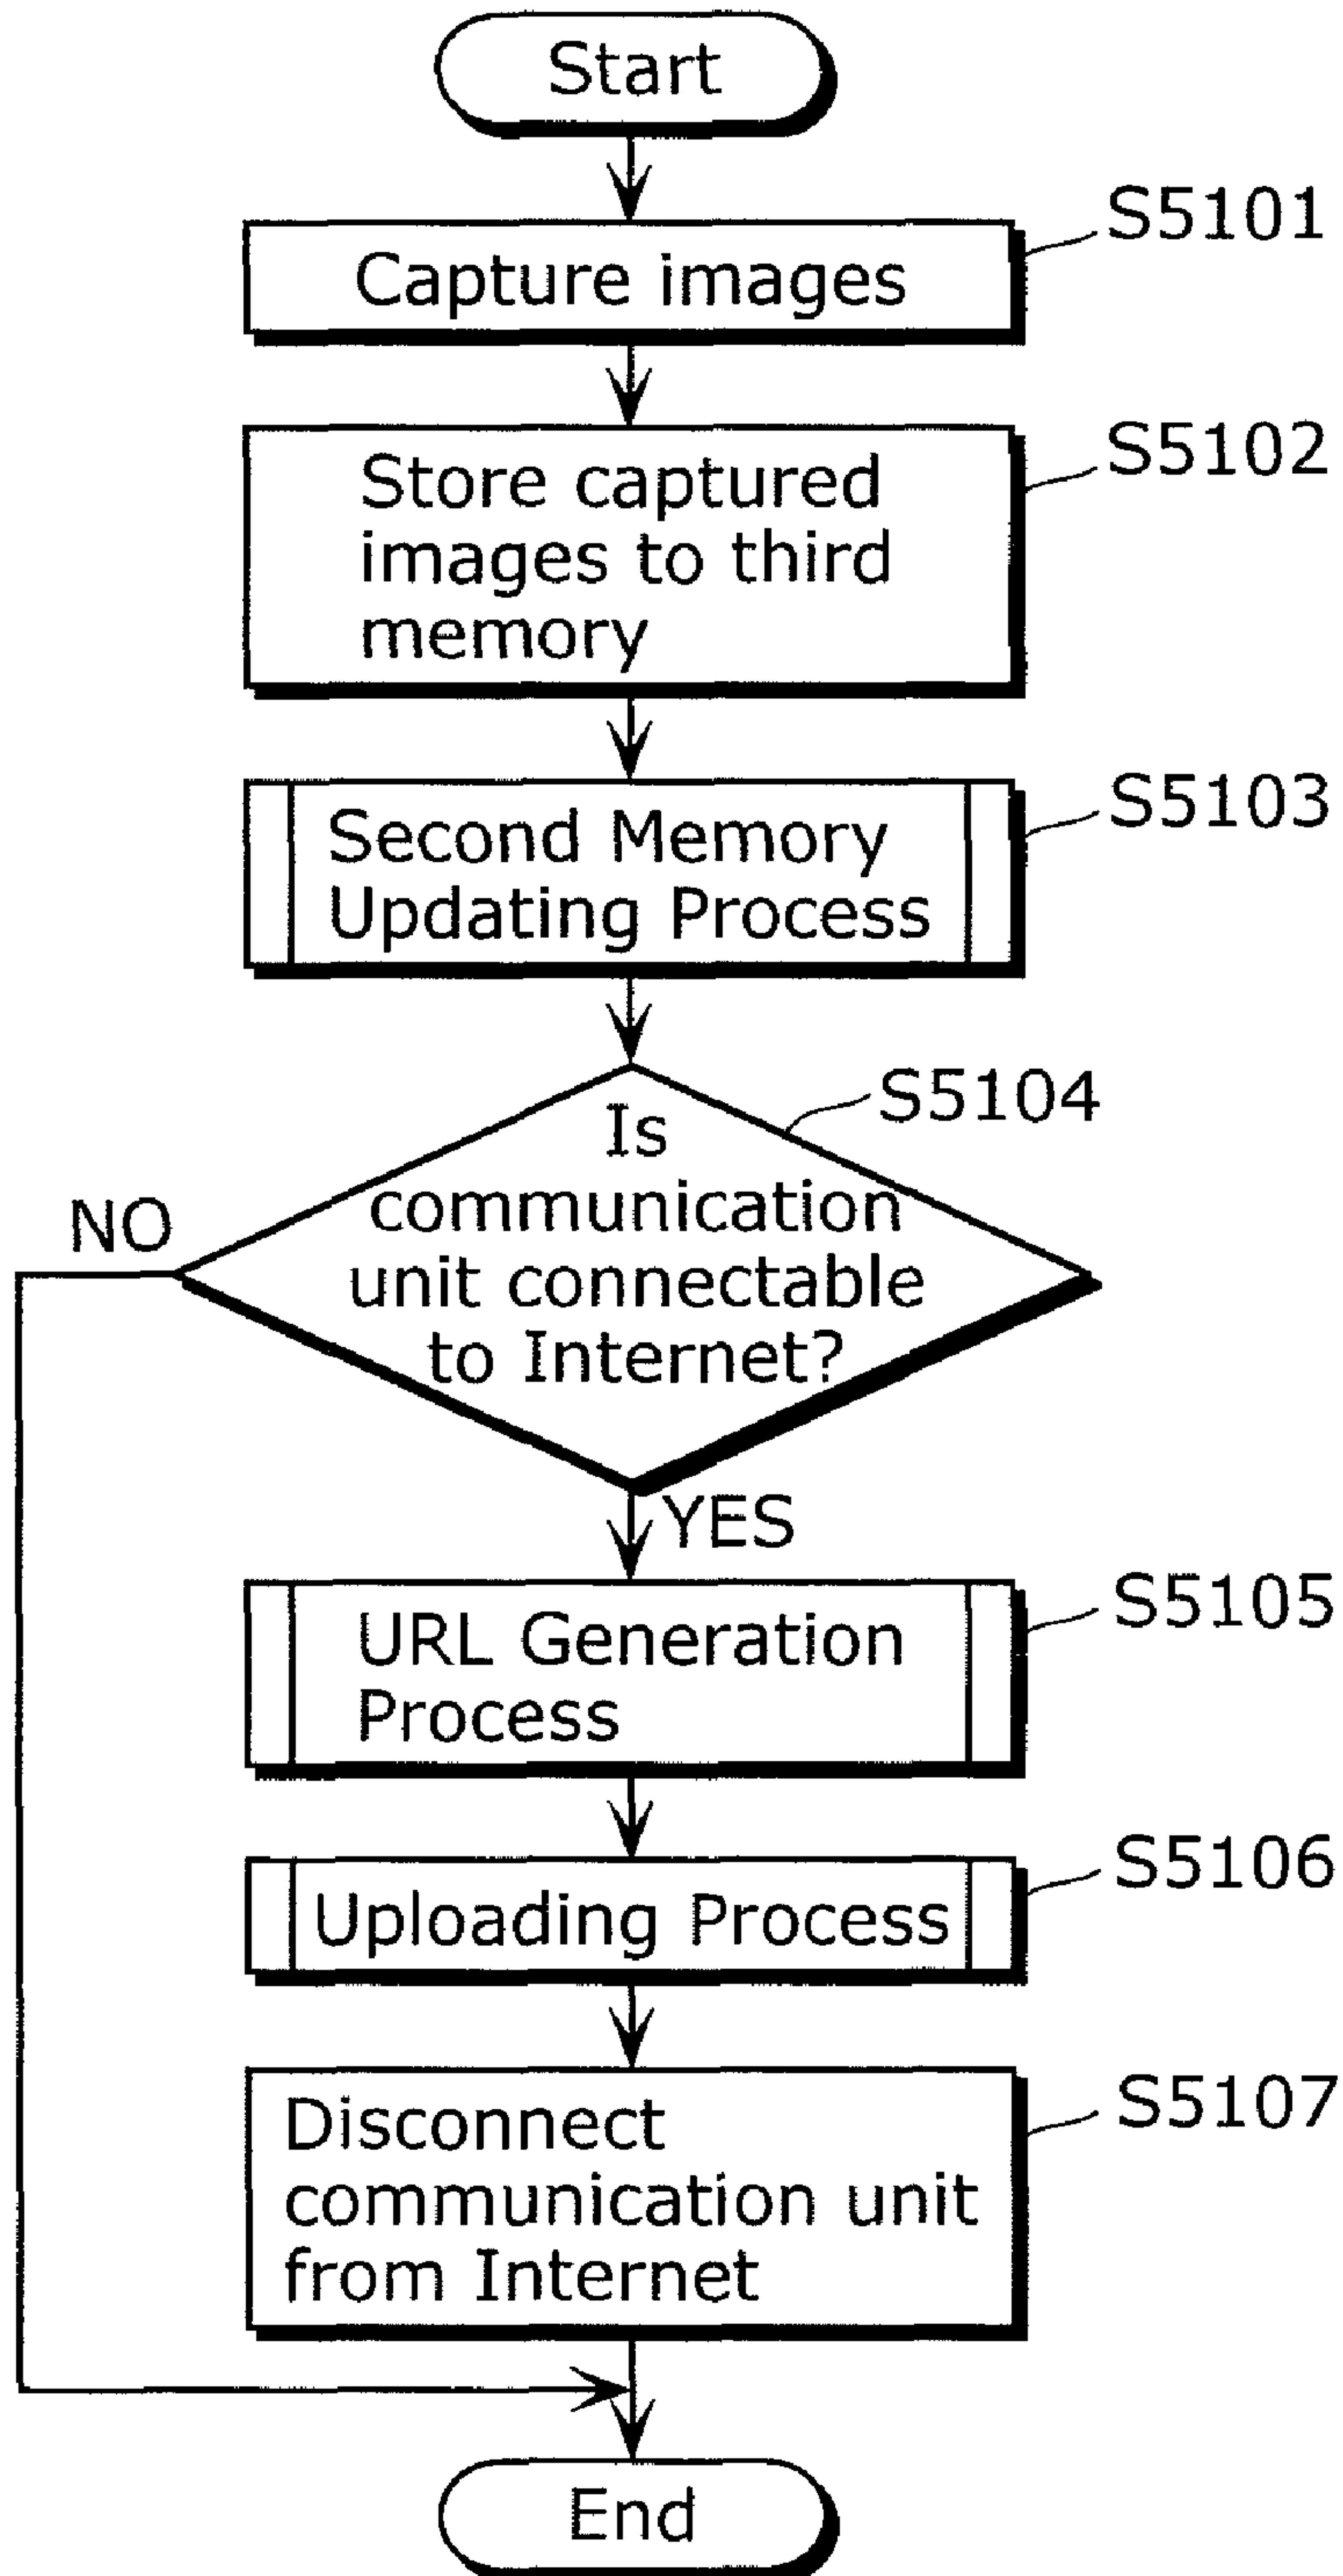 Start
S5101
Capture images
S5102
Store captured
images to third
memory
S5103
Second Memory
Updating Process
S5104
Is
communication
unit connectable
to Internet?
NO
YES
S5105
URL Generation
Process
S5106
Uploading Process
S5107
Disconnect
communication unit
from Internet
End